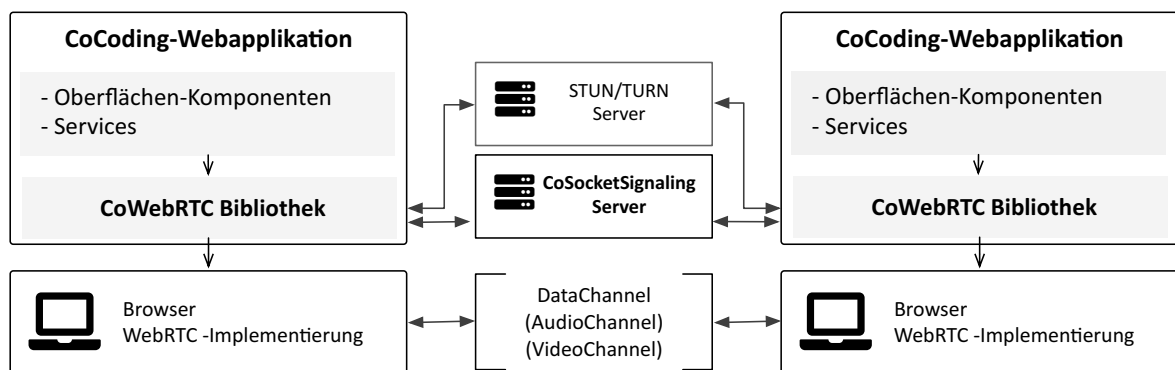 CoCoding-Webapplikation
- Oberflächen-Komponenten
- Services
CoWebRTC Bibliothek
Browser
WebRTC -Implementierung
STUN/TURN
Server
CoSocketSignaling
Server
DataChannel
(AudioChannel)
(VideoChannel)
CoCoding-Webapplikation
- Oberflächen-Komponenten
- Services
CoWebRTC Bibliothek
Browser
WebRTC -Implementierung